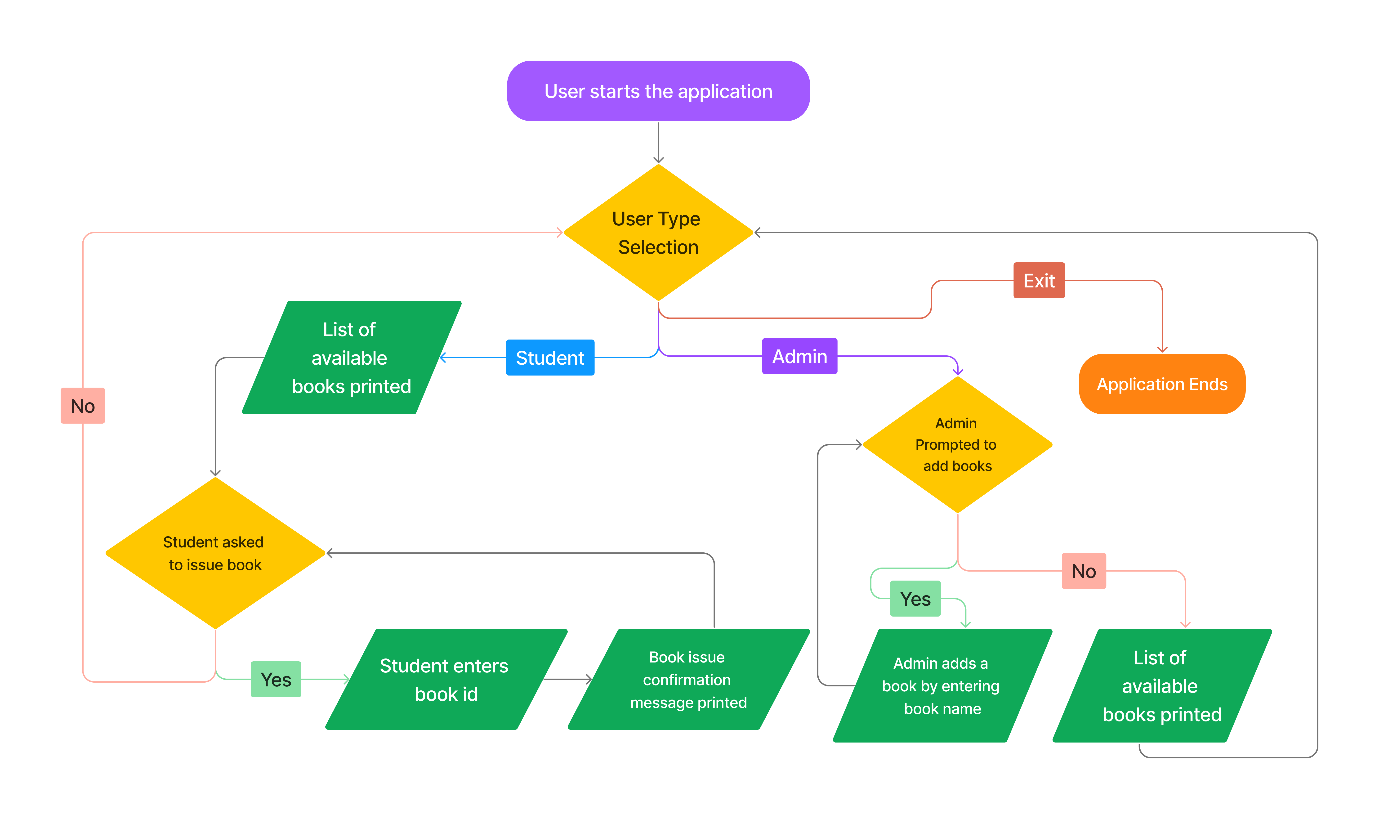 User starts the application
User Type
Selection
Exit
List of
available
books printed
Student
Admin
Application Ends
No
Admin
Prompted to
add books
Student asked
to issue book
No
Yes
Student enters
book id
Yes
Book issue
confirmation
message printed
Admin adds a
book by entering
book name
List of
available
books printed